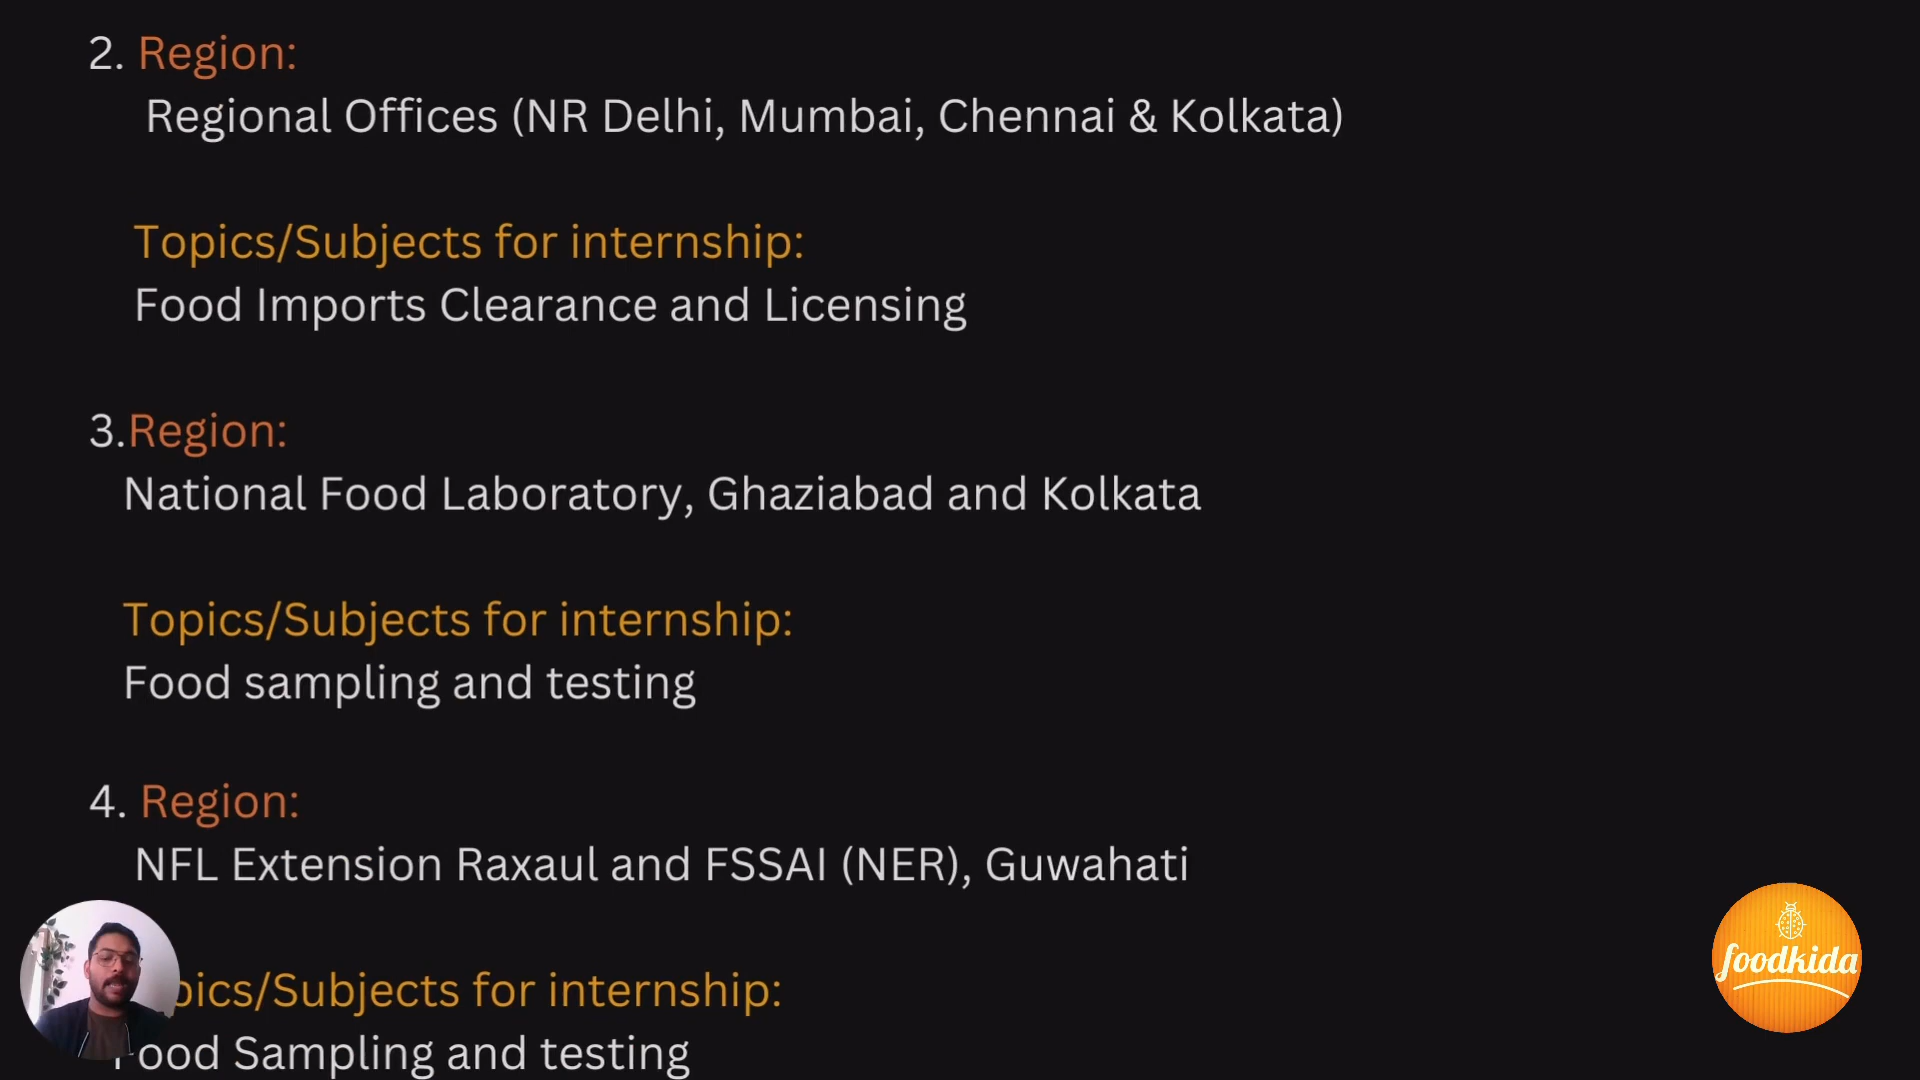 2. Region:
Regional Offices (NR Delhi, Mumbai, Chennai & Kolkata)
Topics/Subjects for internship:
Food Imports Clearance and Licensing
3.Region:
National Food Laboratory, Ghaziabad and Kolkata
Topics/Subjects for internship:
Food sampling and testing
4. Region:
NFL Extension Raxaul and FSSAI (NER), Guwahati
pics/Subjects for internship:
Food Sampling and testing
foodkida